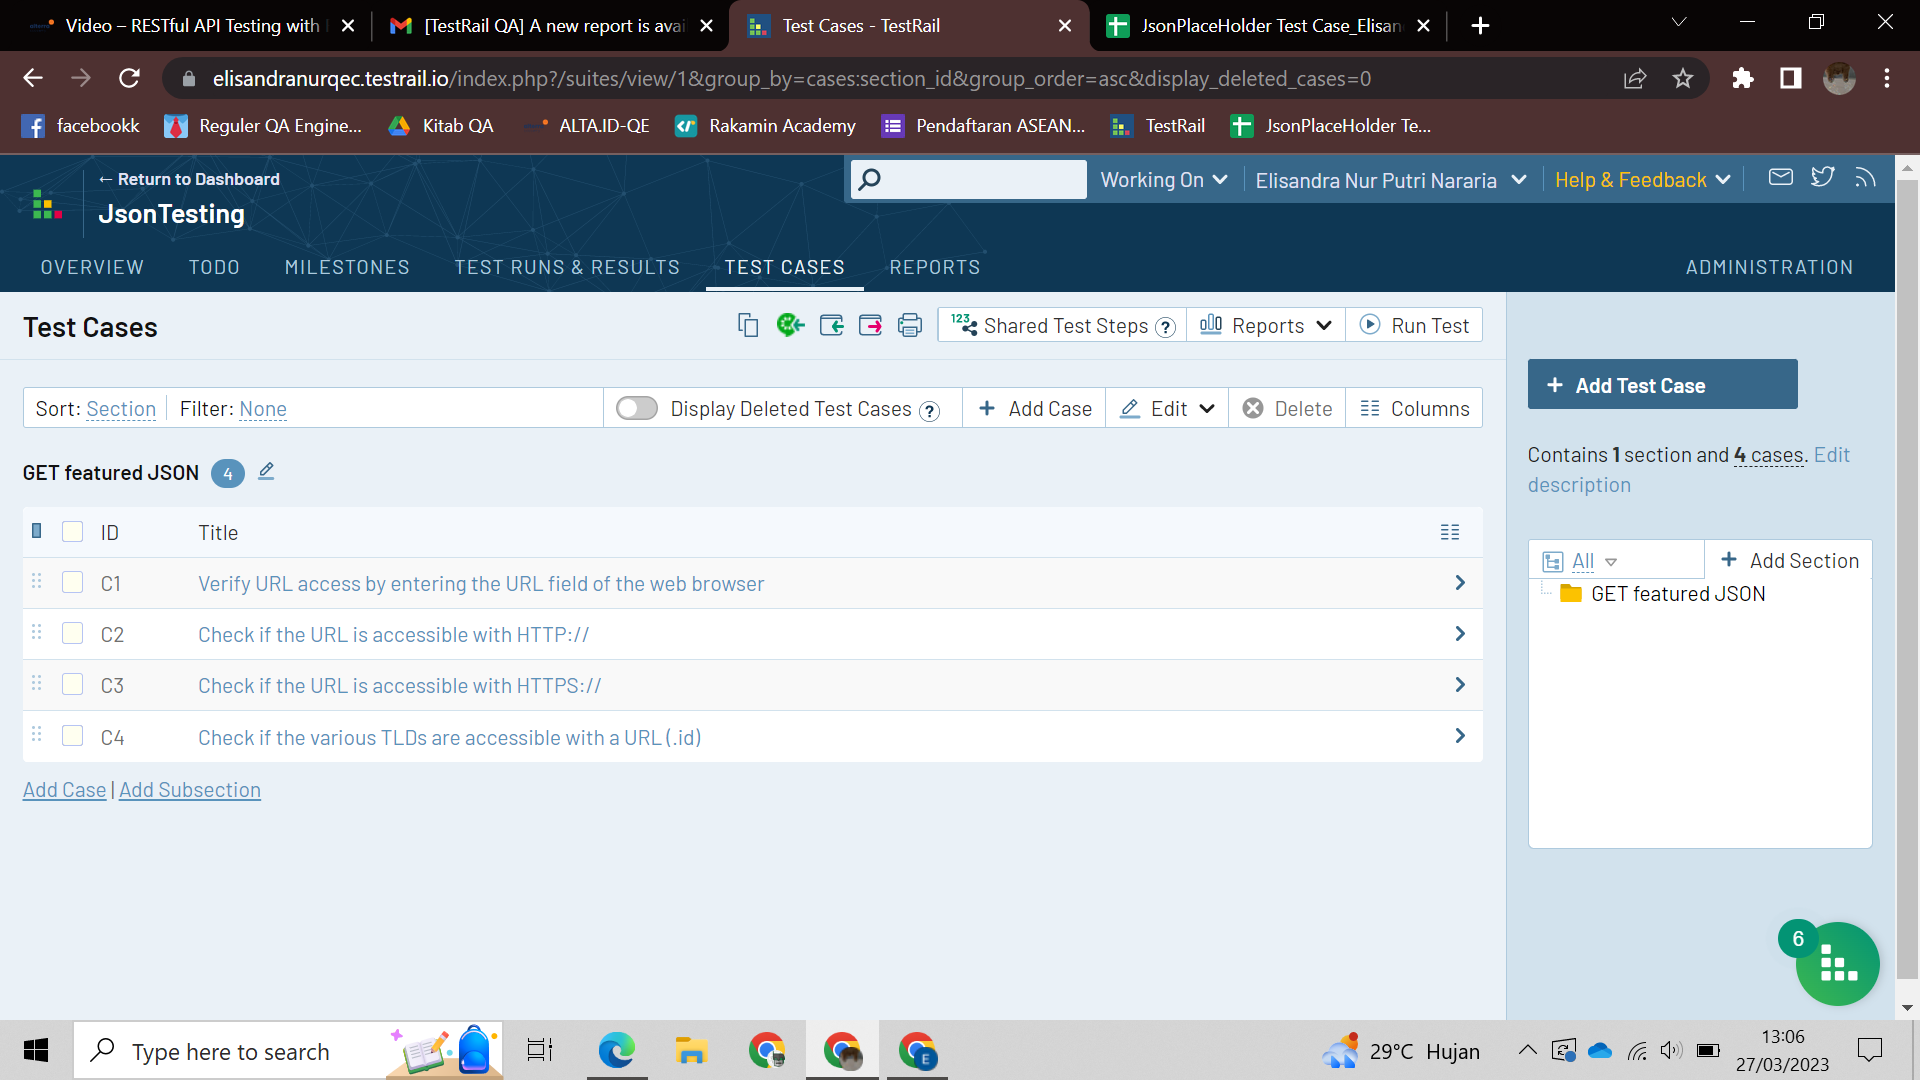 Video – RESTful API Testing with
[TestRail QA] A new report is avai
Test Cases - TestRail
JsonPlaceHolder Test Case_Elisan
elisandranurqec.testrail.io/index.php?/suites/view/1&group_by=cases:section_id&group_order=asc&display_deleted_cases=0
facebookk
Reguler QA Engine...
Kitab QA
ALTA.ID-QE
Rakamin Academy
Pendaftaran ASEAN...
TestRail
JsonPlaceHolder Te...
← Return to Dashboard
JsonTesting
Working On
Elisandra Nur Putri Nararia
Help & Feedback
OVERVIEW
TODO
MILESTONES
TEST RUNS & RESULTS
TEST CASES
REPORTS
ADMINISTRATION
Test Cases
123 Shared Test Steps ?
Reports
Run Test
+ Add Test Case
Sort: Section
Filter: None
Display Deleted Test Cases ?
+ Add Case
Edit
Delete
Columns
Contains 1 section and 4 cases. Edit
description
GET featured JSON 4
ID Title
C1 Verify URL access by entering the URL field of the web browser
C2 Check if the URL is accessible with HTTP://
C3 Check if the URL is accessible with HTTPS://
C4 Check if the various TLDs are accessible with a URL (.id)
Add Case | Add Subsection
All
+ Add Section
GET featured JSON
6
Type here to search
E
29°C Hujan
13:06
27/03/2023